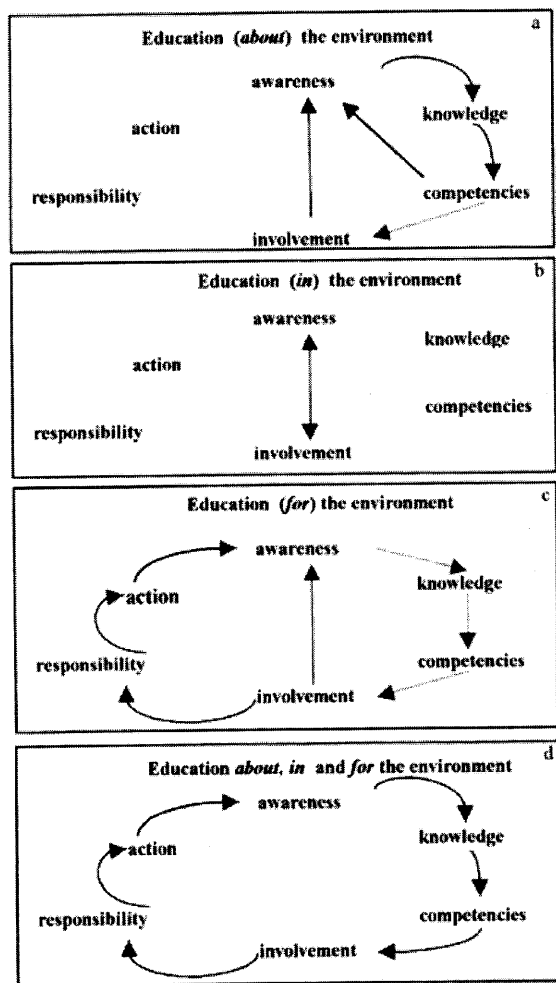 a
Education (about) the environment
awareness
knowledge
action
responsibility
competencies
involvement
b
Education (in) the environment
awareness
knowledge
action
competencies
responsibility
involvement
c
Education (for) the environment
awareness
knowledge
action
responsibility
competencies
involvement
d
Education about, in and for the environment
awareness
knowledge
action
responsibility
competencies
involvement